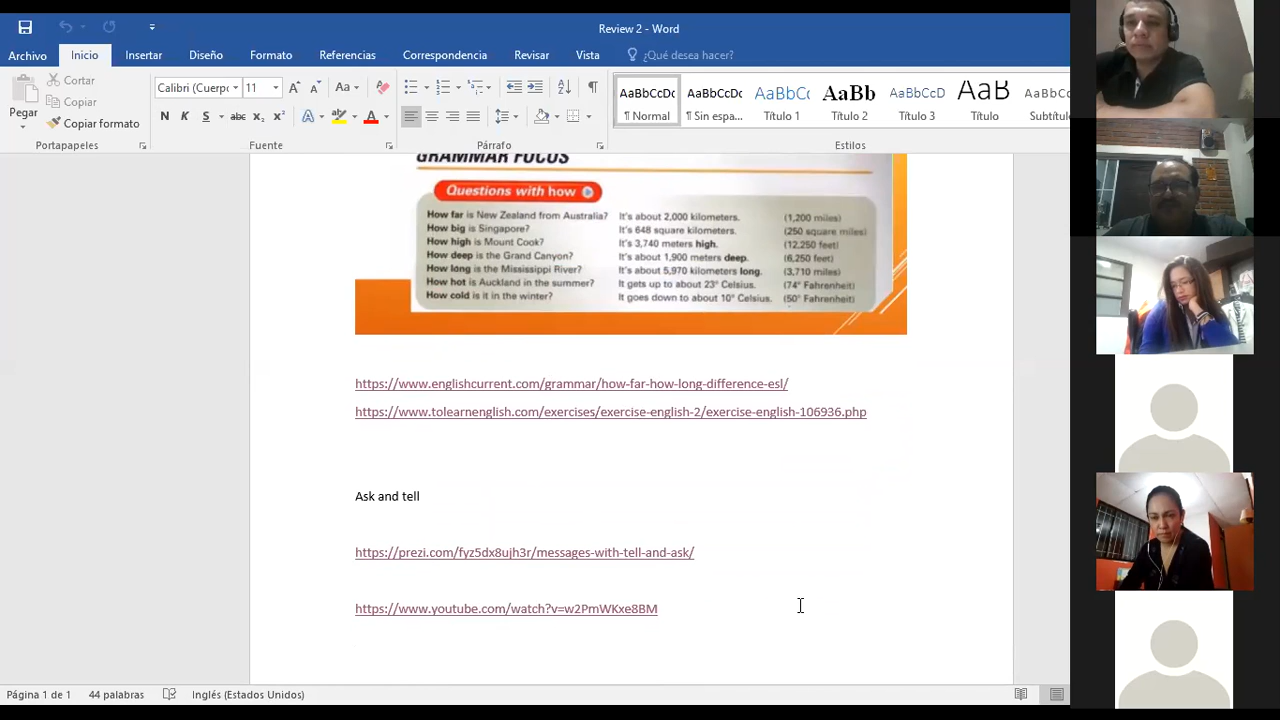 Review 2 - Word
Archivo Inicio Insertar Diseño Formato Referencias Correspondencia Revisar Vista ¿Qué desea hacer?
Pegar
Cortar
Copiar
Copiar formato
Portapapeles
Calibri (Cuerpo 11
N K S abc x₂ x² A A
Fuente
Párrafo
AaBbCcDc AaBbCcDc AaBbCc AaBb AaBbCcD AaB AaBbCcD
¶ Normal ¶ Sin espa... Título 1 Título 2 Título 3 Título Subtítulo
Estilos
GRAMMAR FOCUS
Questions with how
How far is New Zealand from Australia? It's about 2,000 kilometers. (1,200 miles)
How big is Singapore? It's 648 square kilometers. (250 square miles)
How high is Mount Cook? It's 3,740 meters high. (12,250 feet)
How deep is the Grand Canyon? It's about 1,900 meters deep. (6,250 feet)
How long is the Mississippi River? It's about 5,970 kilometers long. (3,710 miles)
How hot is Auckland in the summer? It gets up to about 23° Celsius. (74° Fahrenheit)
How cold is it in the winter? It goes down to about 10° Celsius. (50° Fahrenheit)
https://www.englishcurrent.com/grammar/how-far-how-long-difference-esl/
https://www.tolearnenglish.com/exercises/exercise-english-2/exercise-english-106936.php
Ask and tell
https://prezi.com/fyz5dx8ujh3r/messages-with-tell-and-ask/
https://www.youtube.com/watch?v=w2PmWKxe8BM
Página 1 de 1 44 palabras Inglés (Estados Unidos)